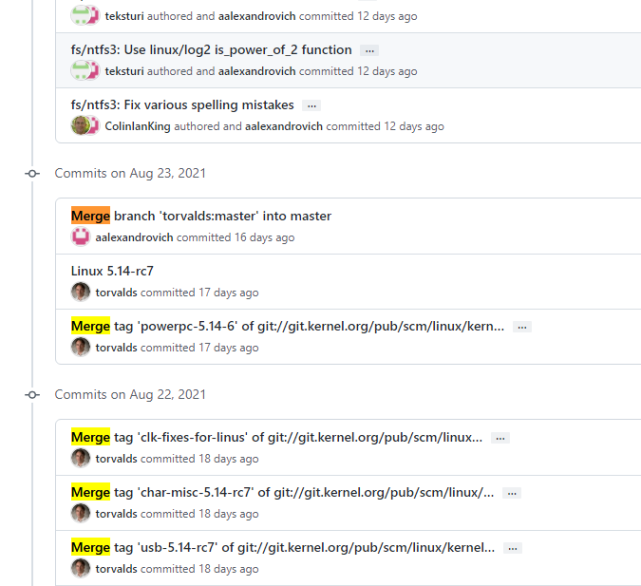 teksturi authored and aalexandrovich committed 12 days ago
fs/ntfs3: Use linux/log2 is_power_of_2 function ...
teksturi authored and aalexandrovich committed 12 days ago
fs/ntfs3: Fix various spelling mistakes ...
ColinIanKing authored and aalexandrovich committed 12 days ago
Commits on Aug 23, 2021
Merge branch 'torvalds:master' into master
aalexandrovich committed 16 days ago
Linux 5.14-rc7
torvalds committed 17 days ago
Merge tag 'powerpc-5.14-6' of git://git.kernel.org/pub/scm/linux/kern... ...
torvalds committed 17 days ago
Commits on Aug 22, 2021
Merge tag 'clk-fixes-for-linus' of git://git.kernel.org/pub/scm/linux... ...
torvalds committed 18 days ago
Merge tag 'char-misc-5.14-rc7' of git://git.kernel.org/pub/scm/linux/... ...
torvalds committed 18 days ago
Merge tag 'usb-5.14-rc7' of git://git.kernel.org/pub/scm/linux/kernel... ...
torvalds committed 18 days ago